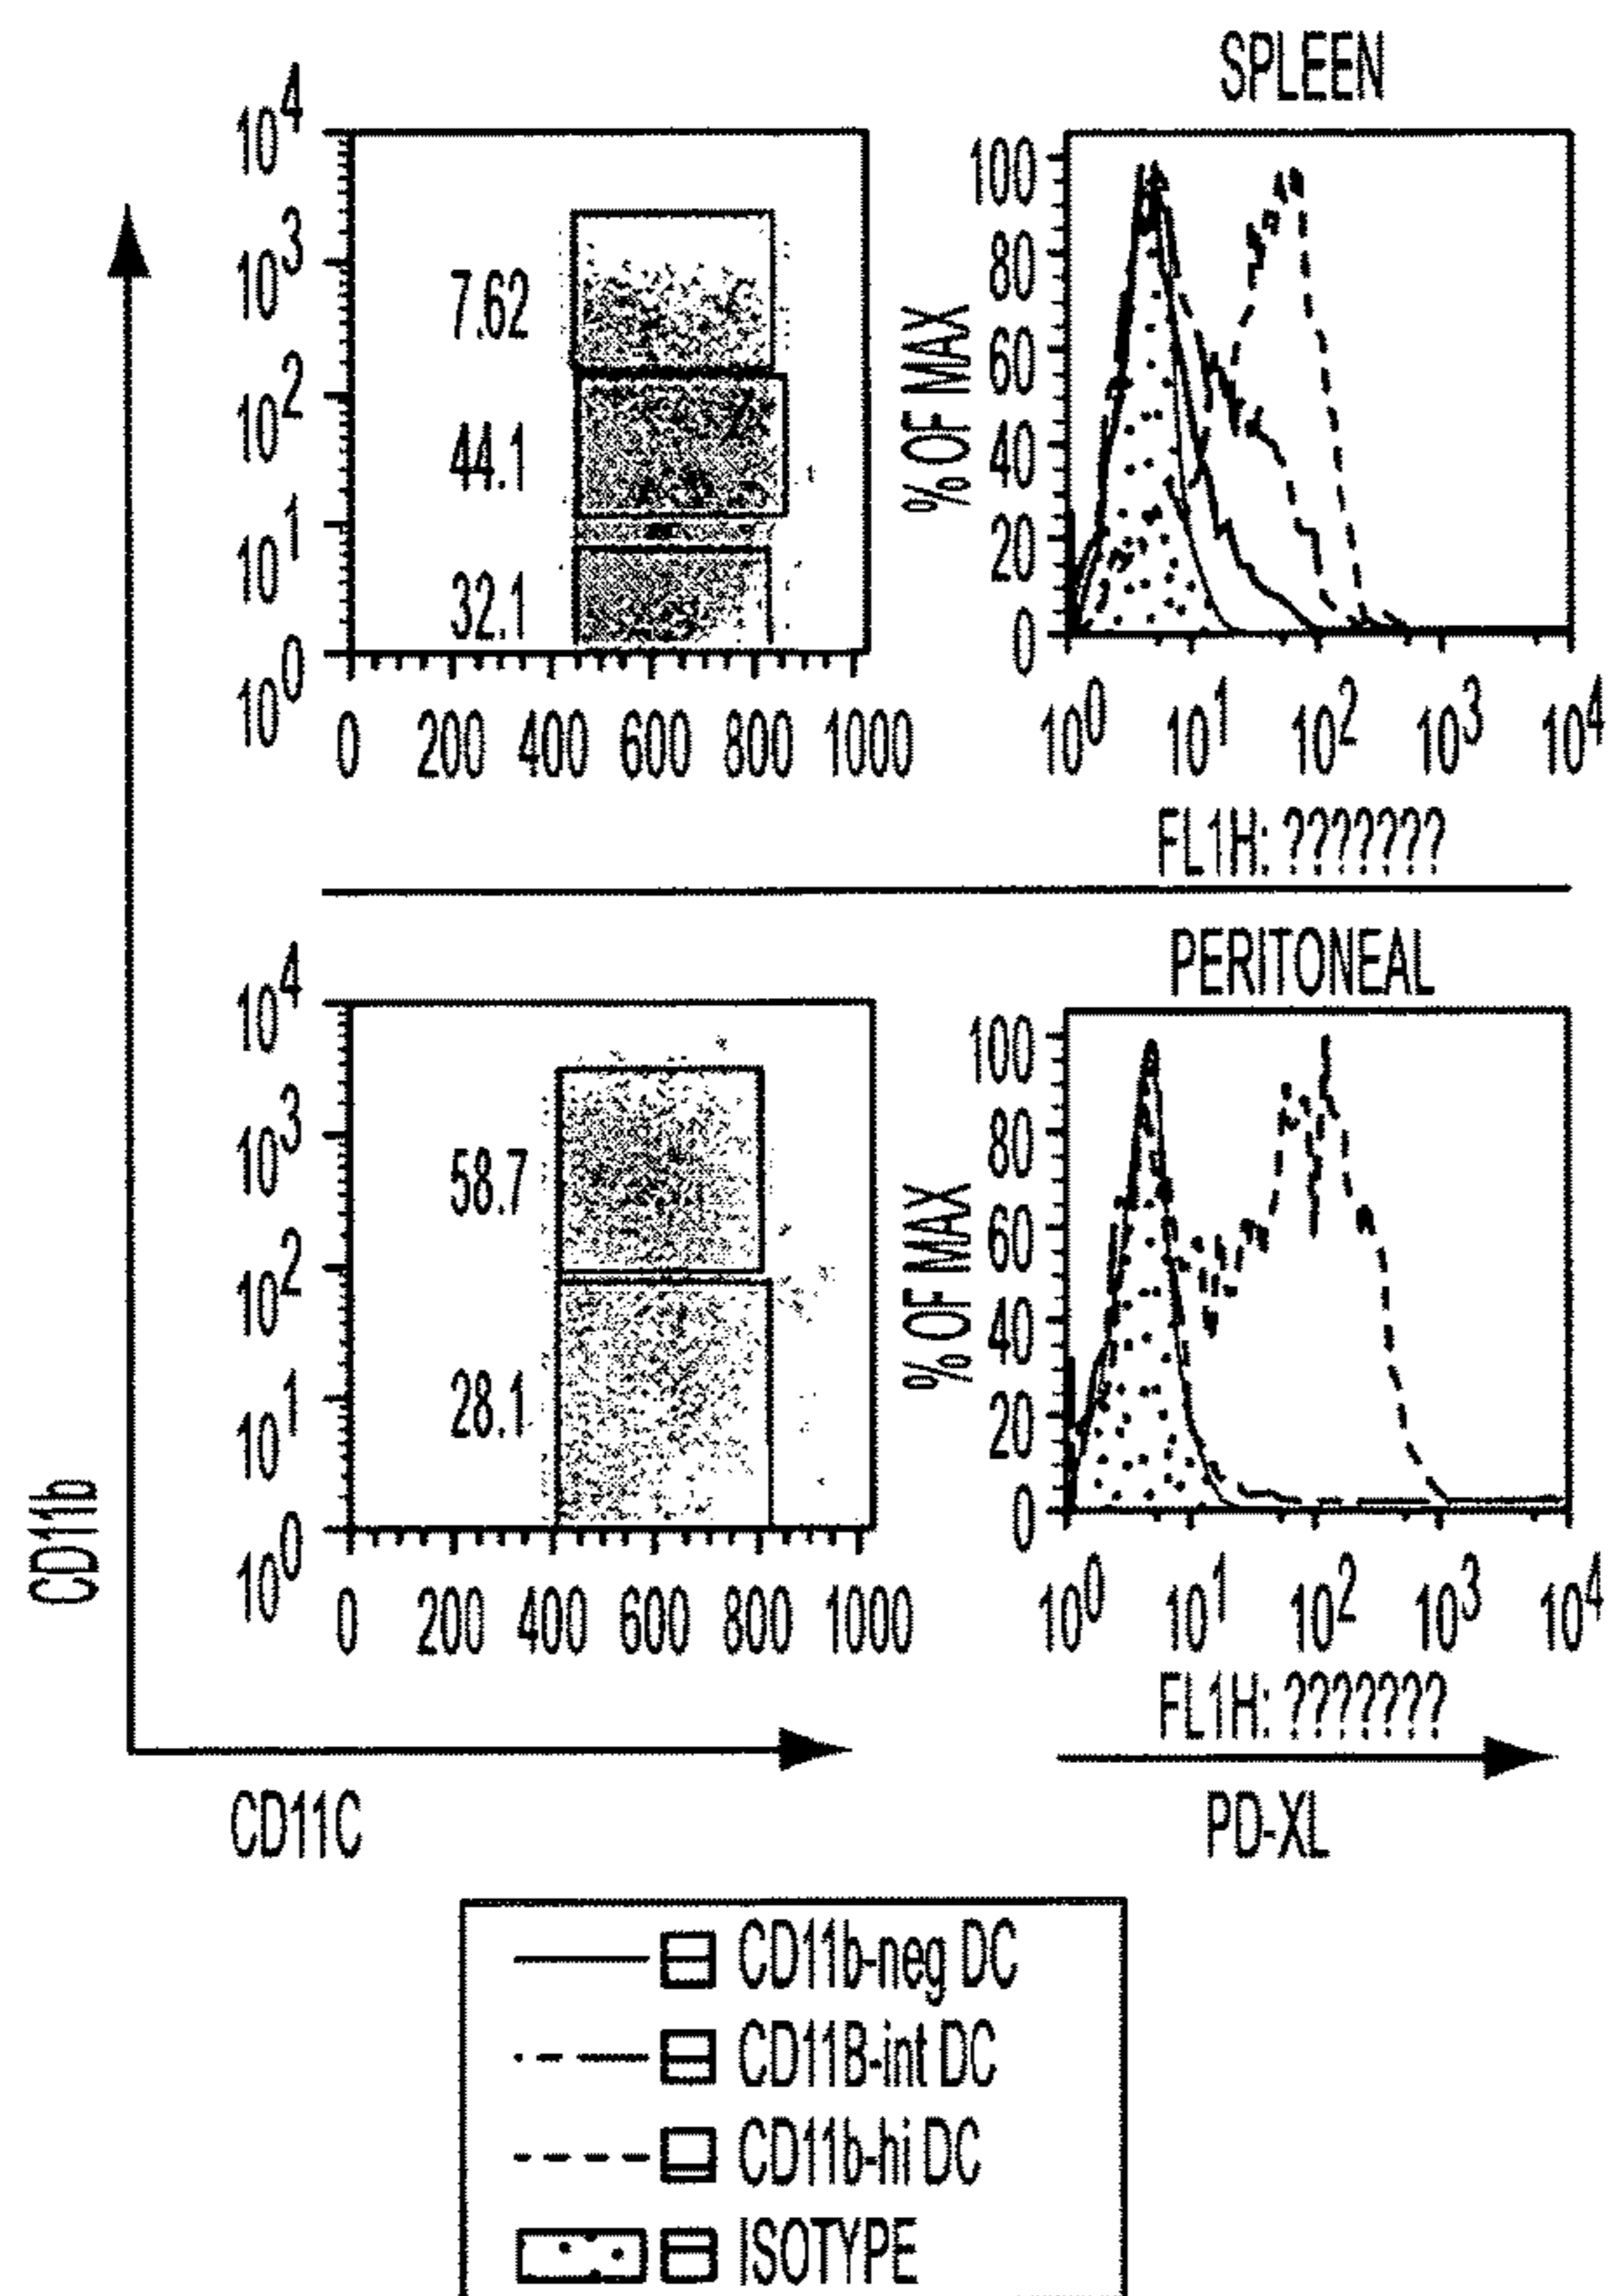 SPLEEN
10^4
10^3
10^2
10^1
10^0
7.62
44.1
32.1
0 200 400 600 800 1000
% OF MAX
100
80
60
40
20
0
10^0 10^1 10^2 10^3 10^4
FL1H: ???????
PERITONEAL
10^4
10^3
10^2
10^1
10^0
58.7
28.1
0 200 400 600 800 1000
% OF MAX
100
80
60
40
20
0
10^0 10^1 10^2 10^3 10^4
FL1H: ???????
CD11b
CD11C
PD-XL
CD11b-neg DC
CD11B-int DC
CD11b-hi DC
ISOTYPE